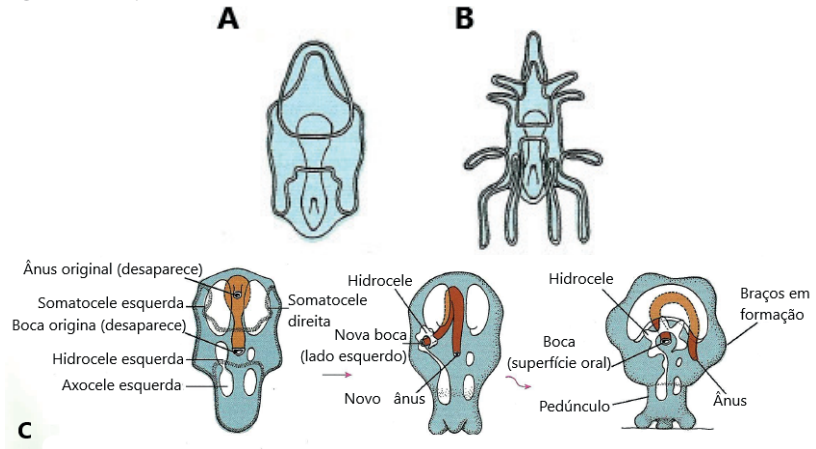 A
B
Ânus original (desaparece)
Somatocele esquerda
Boca origina (desaparece)
Hidrocele esquerda
Axocele esquerda
Somatocele
direita
Hidrocele
Nova boca
(lado esquerdo)
Novo ânus
Hidrocele
Boca
(superfície oral)
Pedúnculo
Braços em
formação
Ânus
C